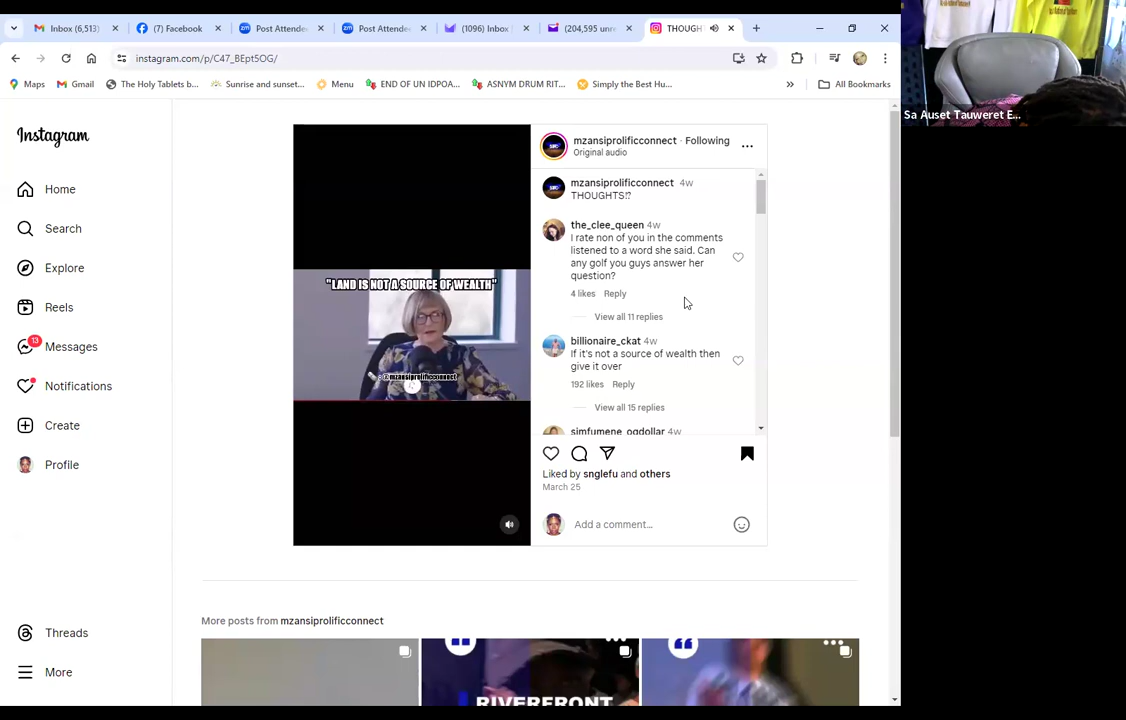 Inbox (6,513)
Facebook
Post Attende
Post Attende
(1096) Inbox
(204,595 unre
THOUGH
instagram.com/p/C47_BEpt5OG/
Maps
Gmail
The Holy Tablets b...
Sunrise and sunset...
Menu
END OF UN IDPOA...
ASNYM DRUM RIT...
Simply the Best Hu...
»
All Bookmarks
Sa Auset Tauweret E...
Instagram
Home
Search
Explore
Reels
13
Messages
Notifications
Create
Profile
Threads
More
"LAND IS NOT A SOURCE OF WEALTH"
@mzansiprolificconnect
mzansiprolificconnect · Following
Original audio
mzansiprolificconnect 4w
THOUGHTS⁉
the_clee_queen 4w
I rate non of you in the comments
listened to a word she said. Can
any golf you guys answer her
question?
4 likes Reply
View all 11 replies
billionaire_ckat 4w
If it's not a source of wealth then
give it over
192 likes Reply
View all 15 replies
simfumene_ogdollar 4w
Liked by snglefu and others
March 25
Add a comment...
More posts from mzansiprolificconnect
RIVERFRONT